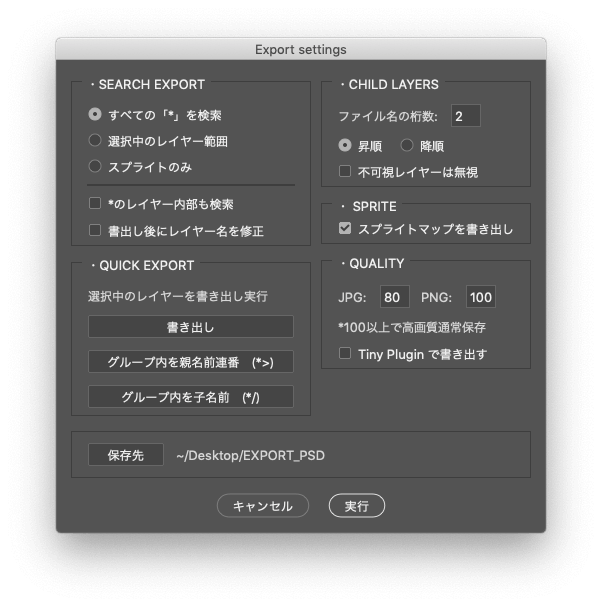 Export settings
・SEARCH EXPORT
すべての「*」を検索
選択中のレイヤー範囲
スプライトのみ
*のレイヤー内部も検索
書出し後にレイヤー名を修正
・QUICK EXPORT
選択中のレイヤーを書き出し実行
書き出し
グループ内を親名前連番 (*>)
グループ内を子名前 (*/)
・CHILD LAYERS
ファイル名の桁数: 2
昇順 降順
不可視レイヤーは無視
・ SPRITE
スプライトマップを書き出し
・QUALITY
JPG: 80 PNG: 100
*100以上で高画質通常保存
Tiny Plugin で書き出す
保存先 ~/Desktop/EXPORT_PSD
キャンセル 実行